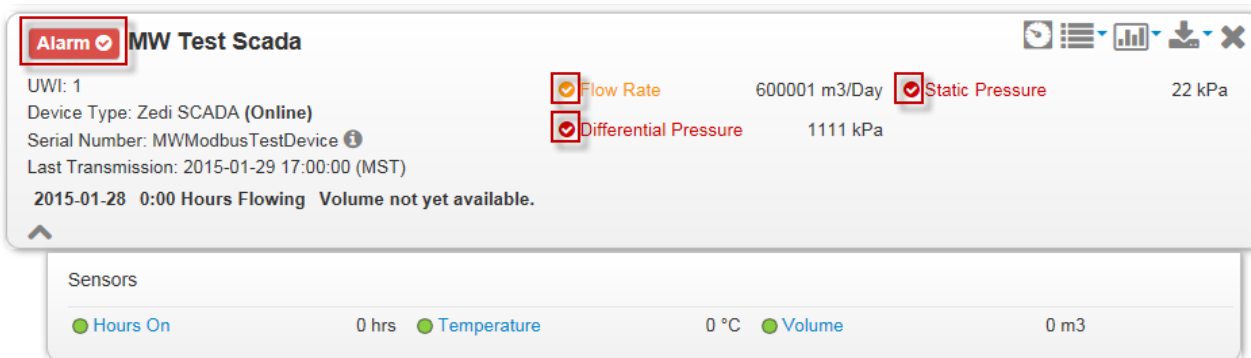 Alarm MW Test Scada
UWI: 1
Device Type: Zedi SCADA (Online)
Serial Number: MWModbusTestDevice
Last Transmission: 2015-01-29 17:00:00 (MST)
2015-01-28 0:00 Hours Flowing Volume not yet available.
Flow Rate 600001 m3/Day Static Pressure 22 kPa
Differential Pressure 1111 kPa
Sensors
Hours On 0 hrs Temperature 0 °C Volume 0 m3